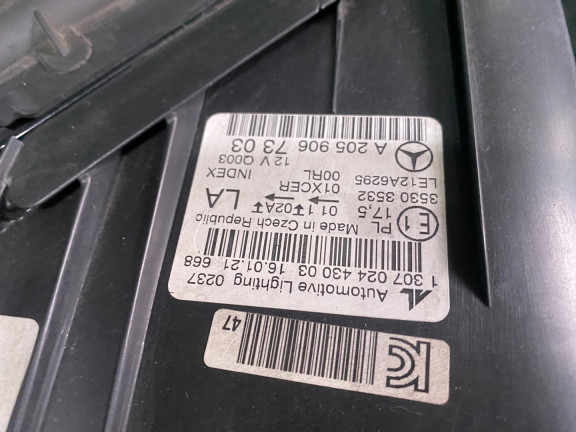 47
Automotive Lighting 0237
1 307 024 430 03 16.01.21 668
Made in Czech Republic
E1 PL 01 1 02A LA
17,5
3530 3532 01XCER
LE12A6295 00RL INDEX
12 V Q003
A 205 906 73 03